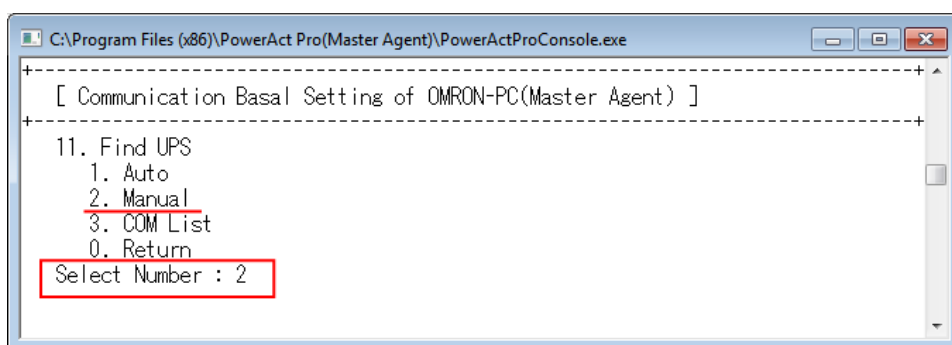 C:\Program Files (x86)\PowerAct Pro(Master Agent)\PowerActProConsole.exe
+-----------------------------------------------------------------------------+
[ Communication Basal Setting of OMRON-PC(Master Agent) ]
+-----------------------------------------------------------------------------+
11. Find UPS
1. Auto
2. Manual
3. COM List
0. Return
Select Number : 2